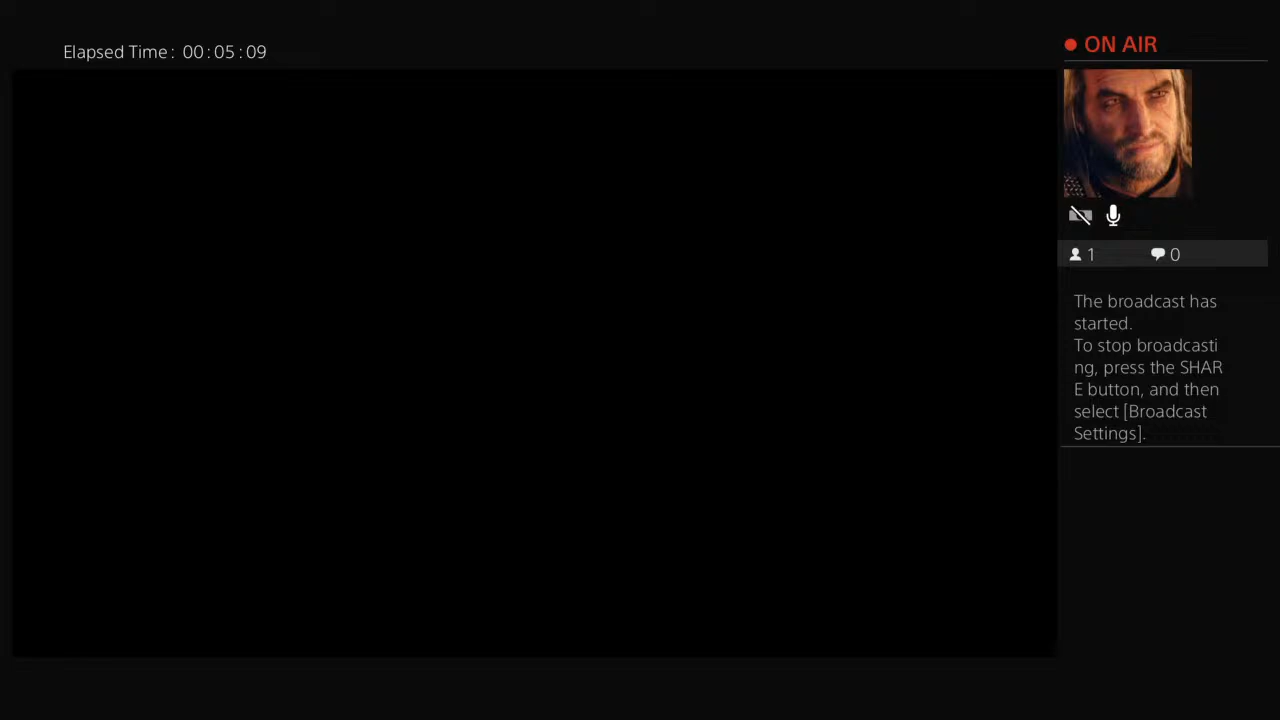 Elapsed Time: 00:05:09
ON AIR
1 0
The broadcast has
started.
To stop broadcasti
ng, press the SHAR
E button, and then
select [Broadcast
Settings].